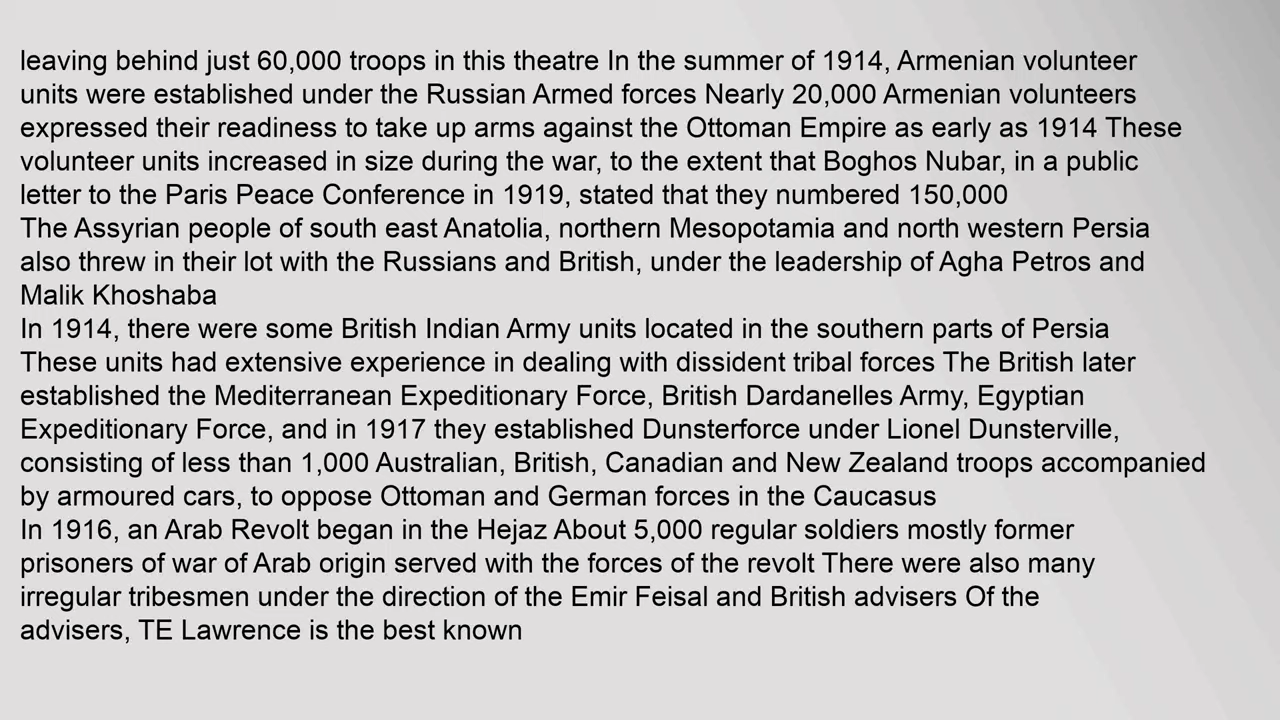 leaving behind just 60,000 troops in this theatre In the summer of 1914, Armenian volunteer
units were established under the Russian Armed forces Nearly 20,000 Armenian volunteers
expressed their readiness to take up arms against the Ottoman Empire as early as 1914 These
volunteer units increased in size during the war, to the extent that Boghos Nubar, in a public
letter to the Paris Peace Conference in 1919, stated that they numbered 150,000
The Assyrian people of south east Anatolia, northern Mesopotamia and north western Persia
also threw in their lot with the Russians and British, under the leadership of Agha Petros and
Malik Khoshaba
In 1914, there were some British Indian Army units located in the southern parts of Persia
These units had extensive experience in dealing with dissident tribal forces The British later
established the Mediterranean Expeditionary Force, British Dardanelles Army, Egyptian
Expeditionary Force, and in 1917 they established Dunsterforce under Lionel Dunsterville,
consisting of less than 1,000 Australian, British, Canadian and New Zealand troops accompanied
by armoured cars, to oppose Ottoman and German forces in the Caucasus
In 1916, an Arab Revolt began in the Hejaz About 5,000 regular soldiers mostly former
prisoners of war of Arab origin served with the forces of the revolt There were also many
irregular tribesmen under the direction of the Emir Feisal and British advisers Of the
advisers, TE Lawrence is the best known